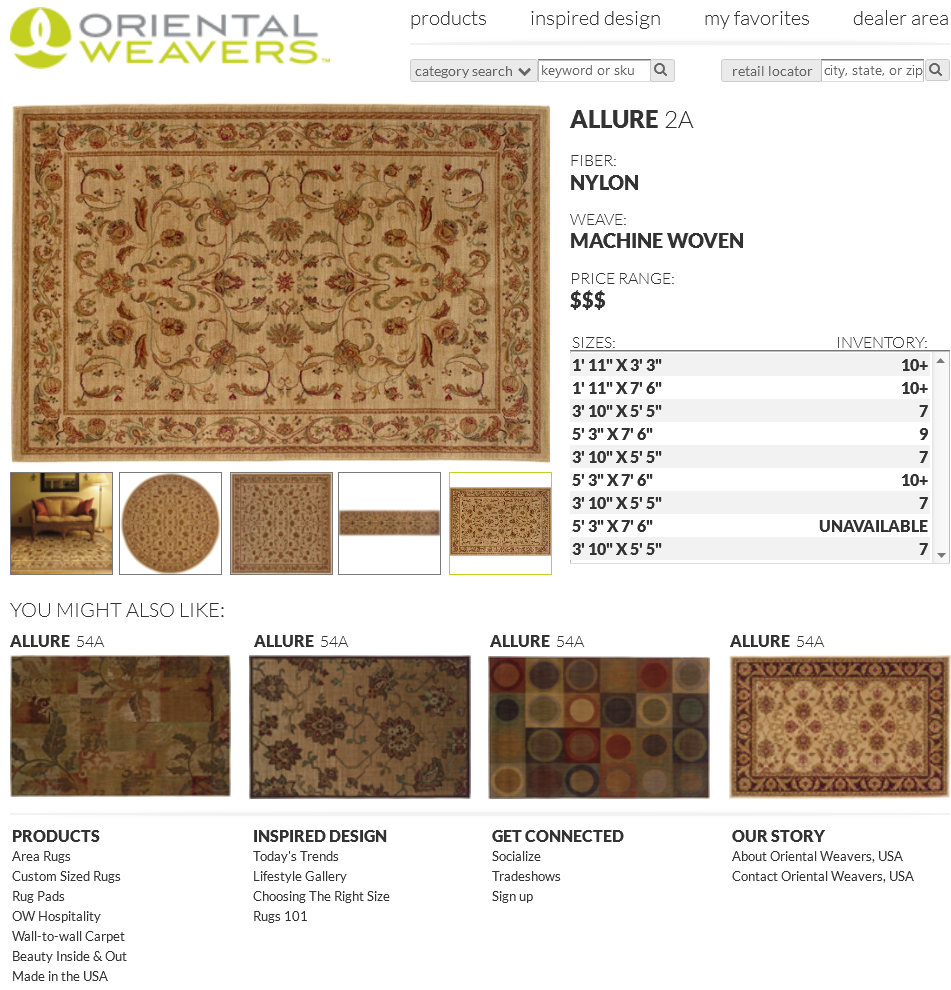 ORIENTAL
WEAVERS™
products inspired design my favorites dealer area
category search keyword or sku retail locator city, state, or zip
ALLURE 2A
FIBER:
NYLON
WEAVE:
MACHINE WOVEN
PRICE RANGE:
$$$
SIZES: INVENTORY:
1' 11" X 3' 3" 10+
1' 11" X 7' 6" 10+
3' 10" X 5' 5" 7
5' 3" X 7' 6" 9
3' 10" X 5' 5" 7
5' 3" X 7' 6" 10+
3' 10" X 5' 5" 7
5' 3" X 7' 6" UNAVAILABLE
3' 10" X 5' 5" 7
YOU MIGHT ALSO LIKE:
ALLURE 54A ALLURE 54A ALLURE 54A ALLURE 54A
PRODUCTS
Area Rugs
Custom Sized Rugs
Rug Pads
OW Hospitality
Wall-to-wall Carpet
Beauty Inside & Out
Made in the USA
INSPIRED DESIGN
Today's Trends
Lifestyle Gallery
Choosing The Right Size
Rugs 101
GET CONNECTED
Socialize
Tradeshows
Sign up
OUR STORY
About Oriental Weavers, USA
Contact Oriental Weavers, USA